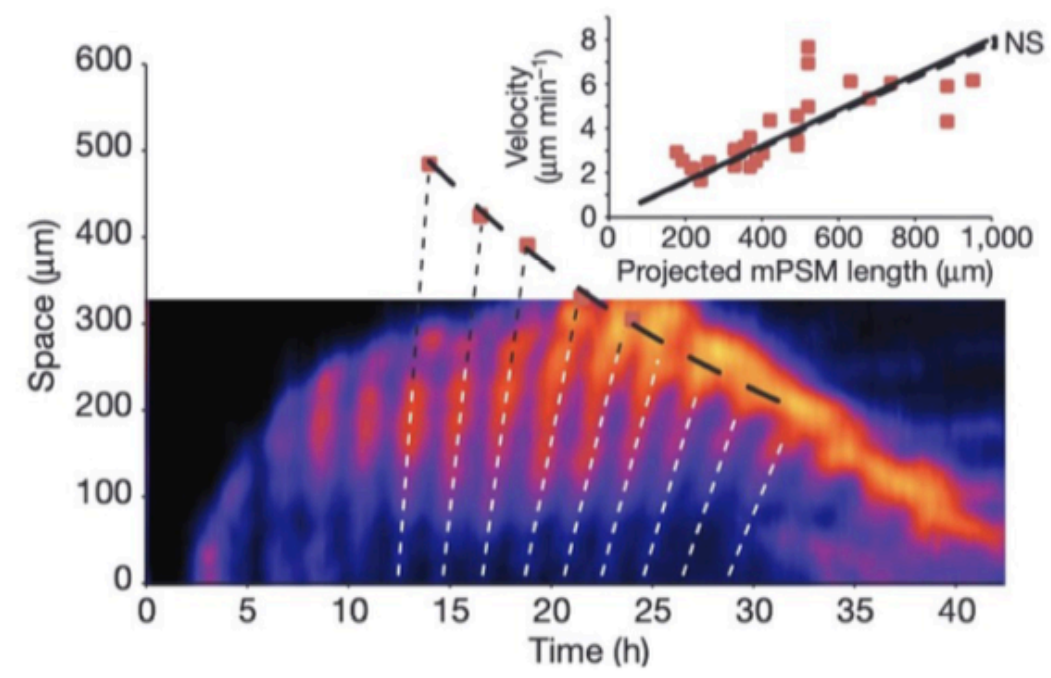 600
500
400
300
200
100
0
Space (μm)
0 5 10 15 20 25 30 35 40
Time (h)
8
6
4
2
0
Velocity
(μm min⁻¹)
NS
0 200 400 600 800 1,000
Projected mPSM length (μm)